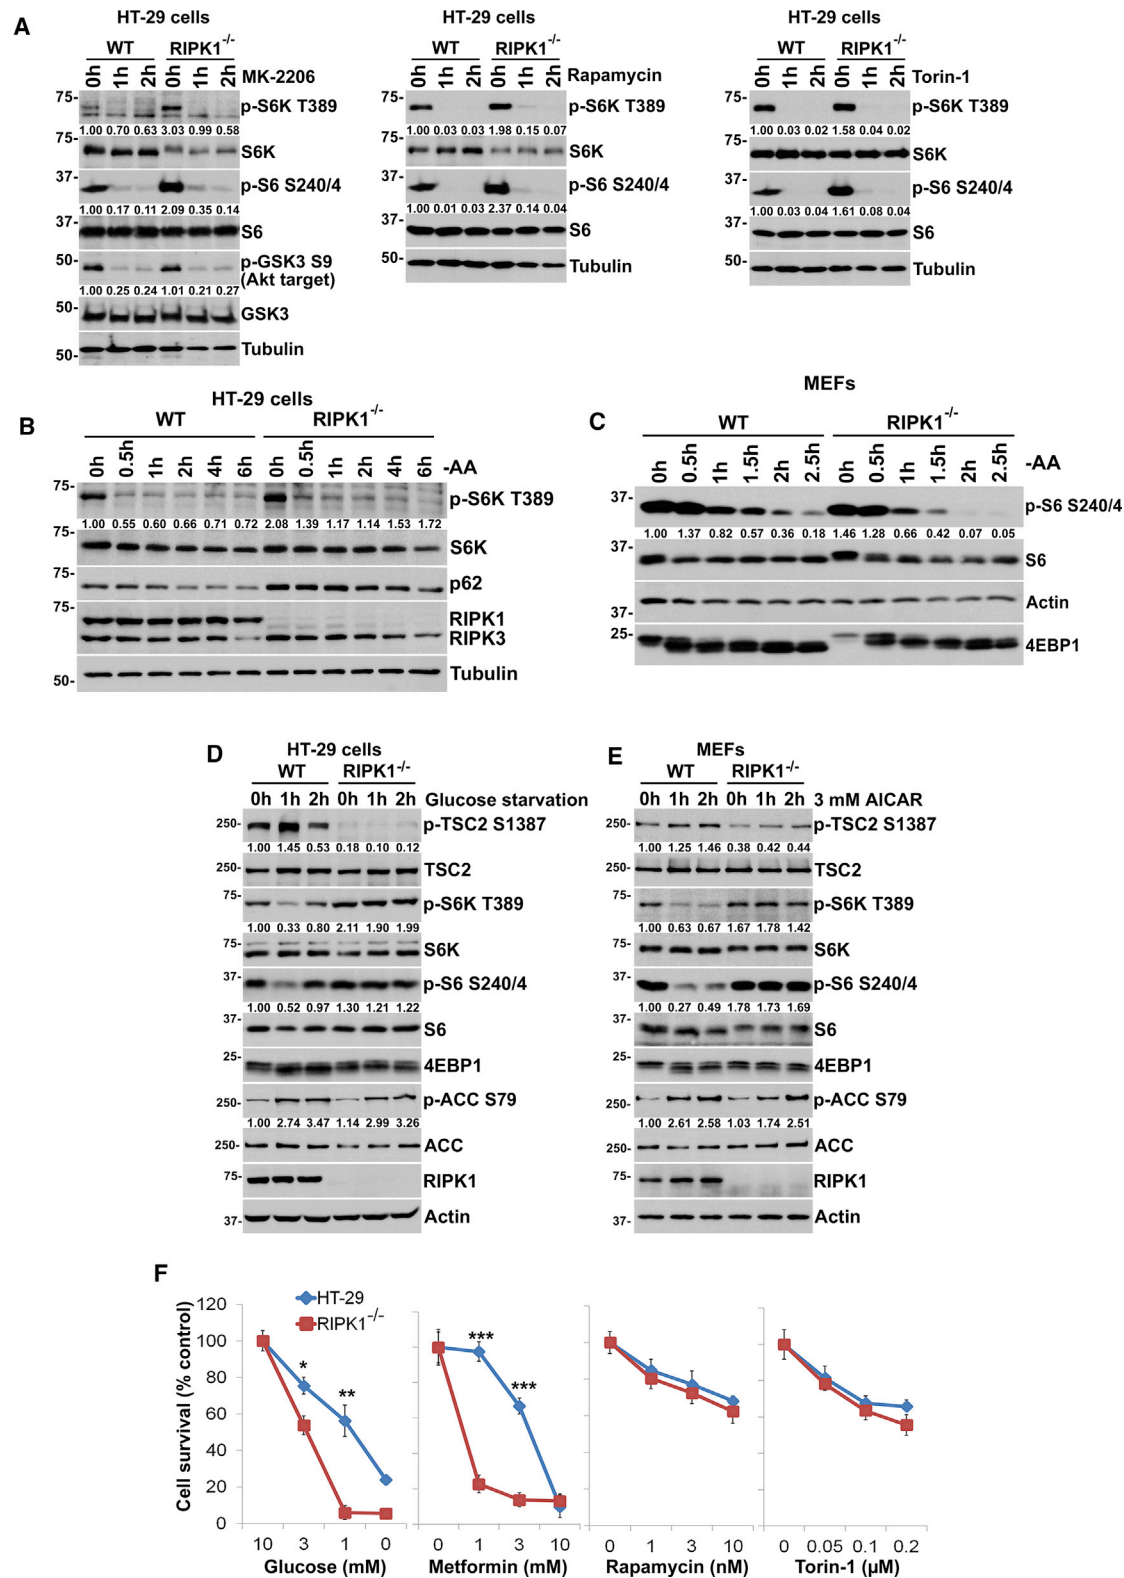 A
HT-29 cells
WT RIPK1-/-
0h 1h 2h 0h 1h 2h MK-2206
75- p-S6K T389
1.00 0.70 0.63 3.03 0.99 0.58
75- S6K
37- p-S6 S240/4
1.00 0.17 0.11 2.09 0.35 0.14
37- S6
50- p-GSK3 S9
(Akt target)
1.00 0.25 0.24 1.01 0.21 0.27
50- GSK3
50- Tubulin
HT-29 cells
WT RIPK1-/-
0h 1h 2h 0h 1h 2h Rapamycin
75- p-S6K T389
1.00 0.03 0.03 1.98 0.15 0.07
75- S6K
37- p-S6 S240/4
1.00 0.01 0.03 2.37 0.14 0.04
37- S6
50- Tubulin
HT-29 cells
WT RIPK1-/-
0h 1h 2h 0h 1h 2h Torin-1
75- p-S6K T389
1.00 0.03 0.02 1.58 0.04 0.02
75- S6K
37- p-S6 S240/4
1.00 0.03 0.04 1.61 0.08 0.04
37- S6
50- Tubulin
B
HT-29 cells
WT RIPK1-/-
0h 0.5h 1h 2h 4h 6h 0h 0.5h 1h 2h 4h 6h -AA
75- p-S6K T389
1.00 0.55 0.60 0.66 0.71 0.72 2.08 1.39 1.17 1.14 1.53 1.72
S6K
75- p62
75- RIPK1
RIPK3
50- Tubulin
C
MEFs
WT RIPK1-/-
0h 0.5h 1h 1.5h 2h 2.5h 0h 0.5h 1h 1.5h 2h 2.5h -AA
37- p-S6 S240/4
1.00 1.37 0.82 0.57 0.36 0.18 1.46 1.28 0.66 0.42 0.07 0.05
37- S6
37- Actin
25- 4EBP1
D
HT-29 cells
WT RIPK1-/-
0h 1h 2h 0h 1h 2h Glucose starvation
250- p-TSC2 S1387
1.00 1.45 0.53 0.18 0.10 0.12
250- TSC2
75- p-S6K T389
1.00 0.33 0.80 2.11 1.90 1.99
75- S6K
37- p-S6 S240/4
1.00 0.52 0.97 1.30 1.21 1.22
37- S6
25- 4EBP1
250- p-ACC S79
1.00 2.74 3.47 1.14 2.99 3.26
250- ACC
75- RIPK1
37- Actin
E
MEFs
WT RIPK1-/-
0h 1h 2h 0h 1h 2h 3 mM AICAR
250- p-TSC2 S1387
1.00 1.25 1.46 0.38 0.42 0.44
250- TSC2
75- p-S6K T389
1.00 0.63 0.67 1.67 1.78 1.42
75- S6K
37- p-S6 S240/4
1.00 0.27 0.49 1.78 1.73 1.69
37- S6
25- 4EBP1
250- p-ACC S79
1.00 2.61 2.58 1.03 1.74 2.51
250- ACC
75- RIPK1
37- Actin
F
Cell survival (% control)
120
100
80
60
40
20
0
HT-29
RIPK1-/-
*
**
10 3 1 0
Glucose (mM)
***
***
0 1 3 10
Metformin (mM)
0 1 3 10
Rapamycin (nM)
0 0.05 0.1 0.2
Torin-1 (μM)